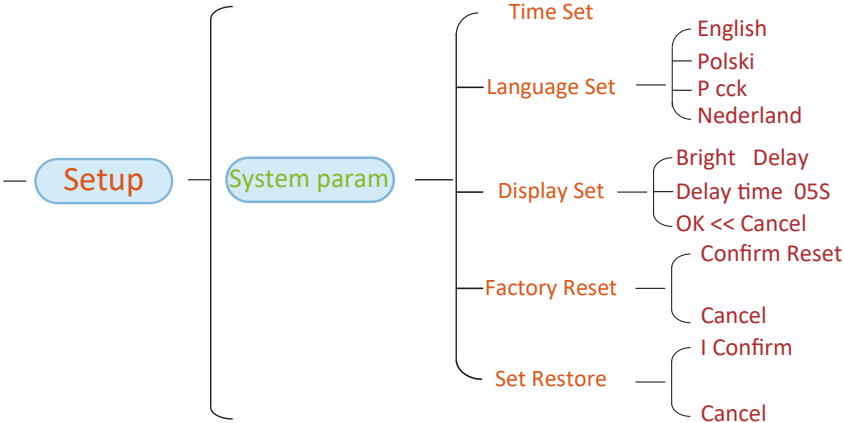 Setup
System param
Time Set
Language Set
English
Polski
P cck
Nederland
Display Set
Bright Delay
Delay time 05S
OK << Cancel
Factory Reset
Confirm Reset
Cancel
Set Restore
I Confirm
Cancel